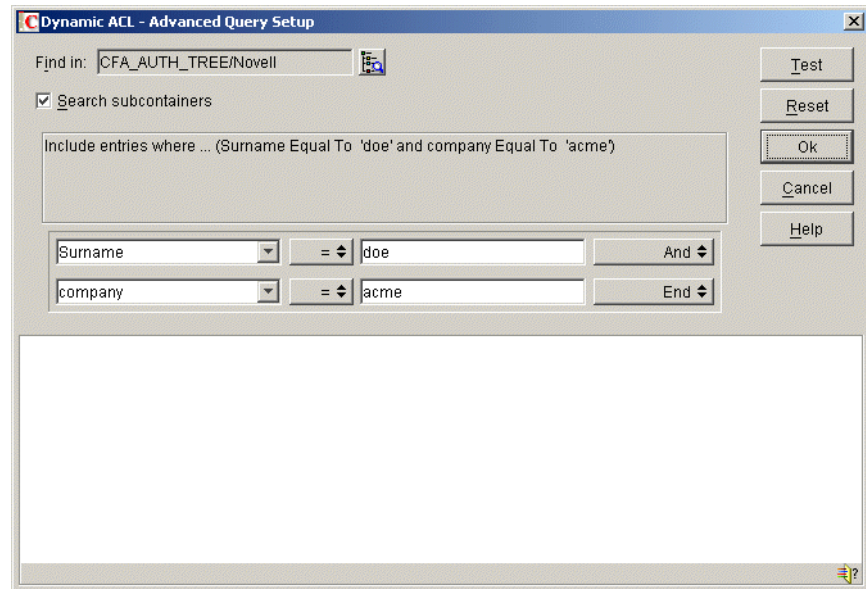 Dynamic ACL - Advanced Query Setup
Find in: CFA_AUTH_TREE/Novell
Test
Search subcontainers
Reset
Include entries where ... (Surname Equal To 'doe' and company Equal To 'acme')
Ok
Cancel
Help
Surname = doe And
company = acme End